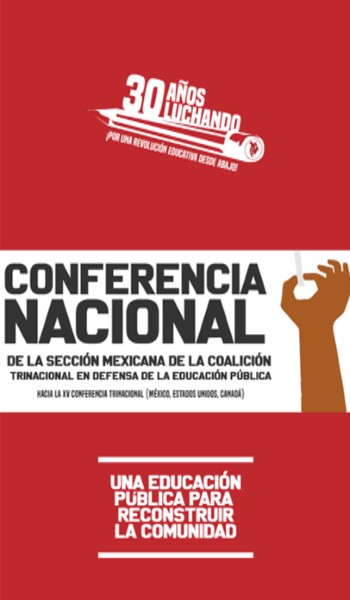 30 AÑOS
LUCHANDO
¡POR UNA REVOLUCIÓN EDUCATIVA DESDE ABAJO!
CONFERENCIA
NACIONAL
DE LA SECCIÓN MEXICANA DE LA COALICIÓN
TRINACIONAL EN DEFENSA DE LA EDUCACIÓN PÚBLICA
HACIA LA XV CONFERENCIA TRINACIONAL (MÉXICO, ESTADOS UNIDOS, CANADÁ)
UNA EDUCACIÓN
PÚBLICA PARA
RECONSTRUIR
LA COMUNIDAD